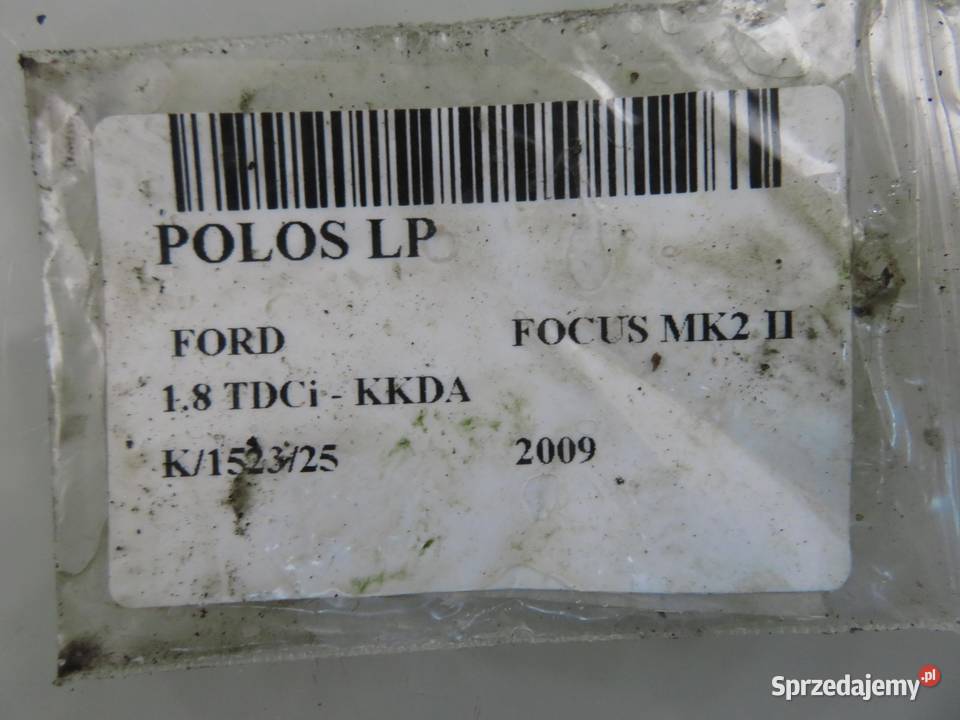 POLOS LP
FORD FOCUS MK2 II
1.8 TDCi - KKDA
K/1523/25 2009
Sprzedajemy.pl